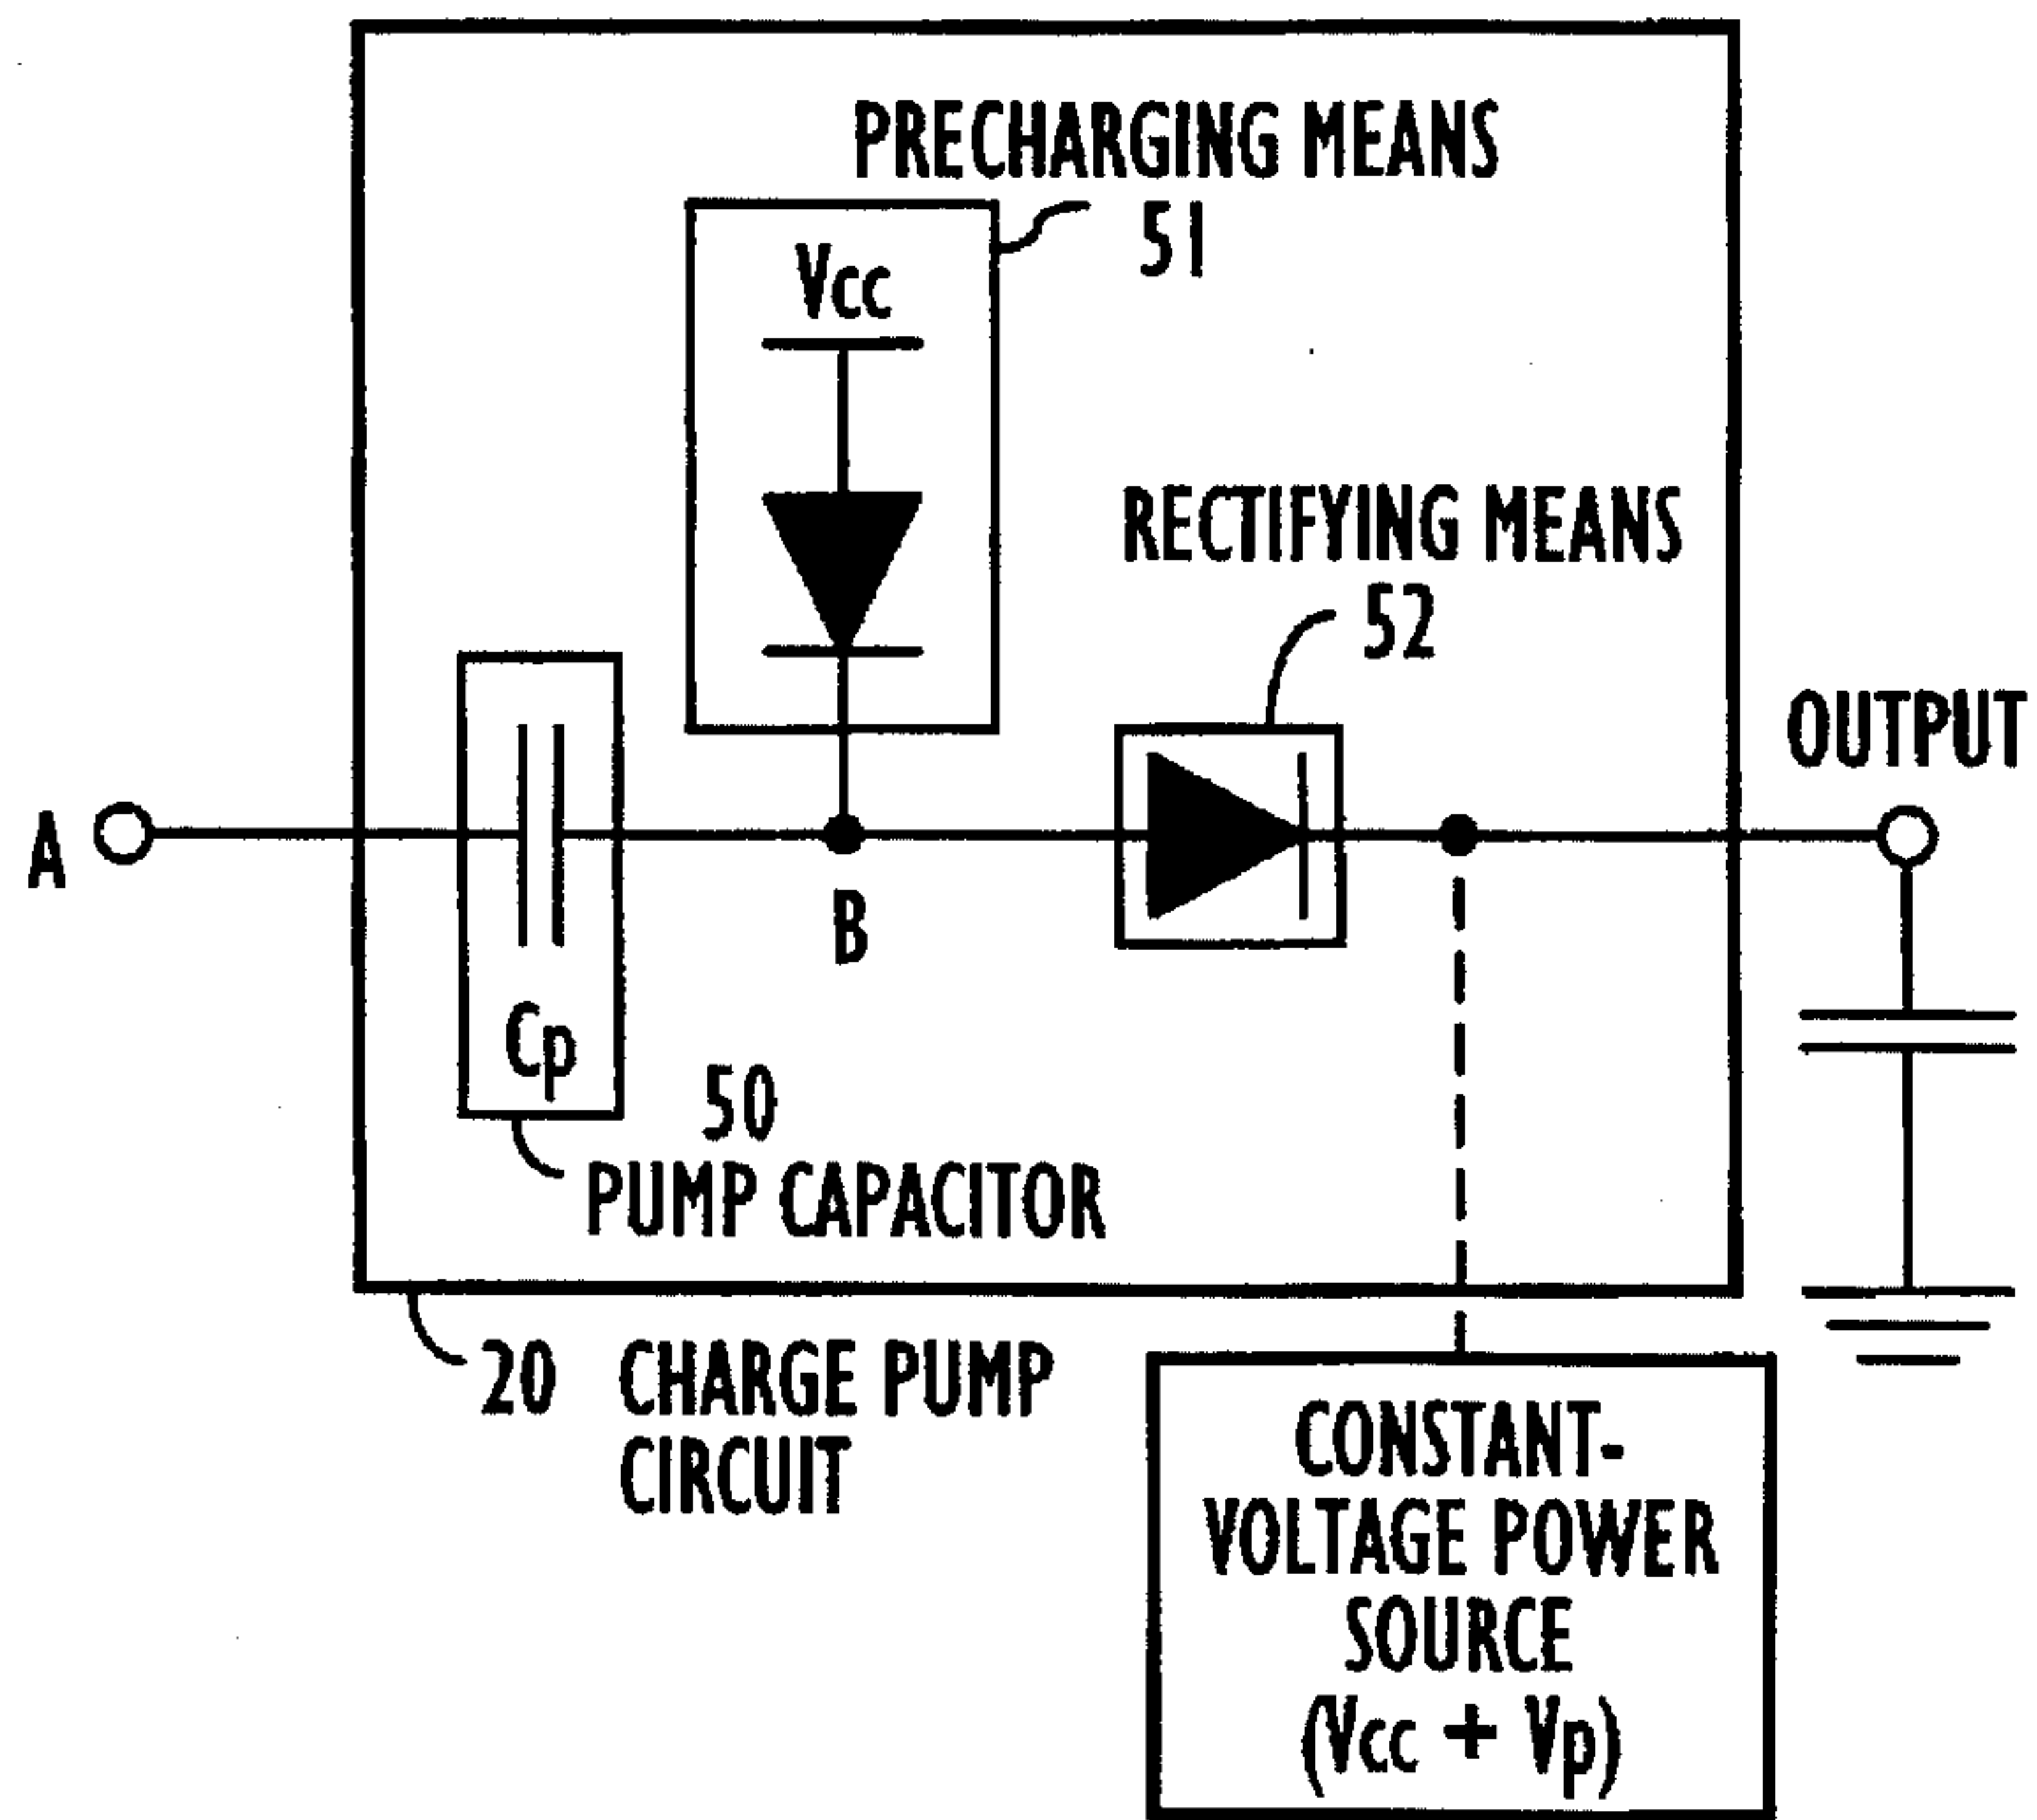 PRECHARGING MEANS
51
Vcc
RECTIFYING MEANS
52
OUTPUT
A
B
Cp
50
PUMP CAPACITOR
20 CHARGE PUMP
CIRCUIT
CONSTANT-
VOLTAGE POWER
SOURCE
(Vcc + Vp)